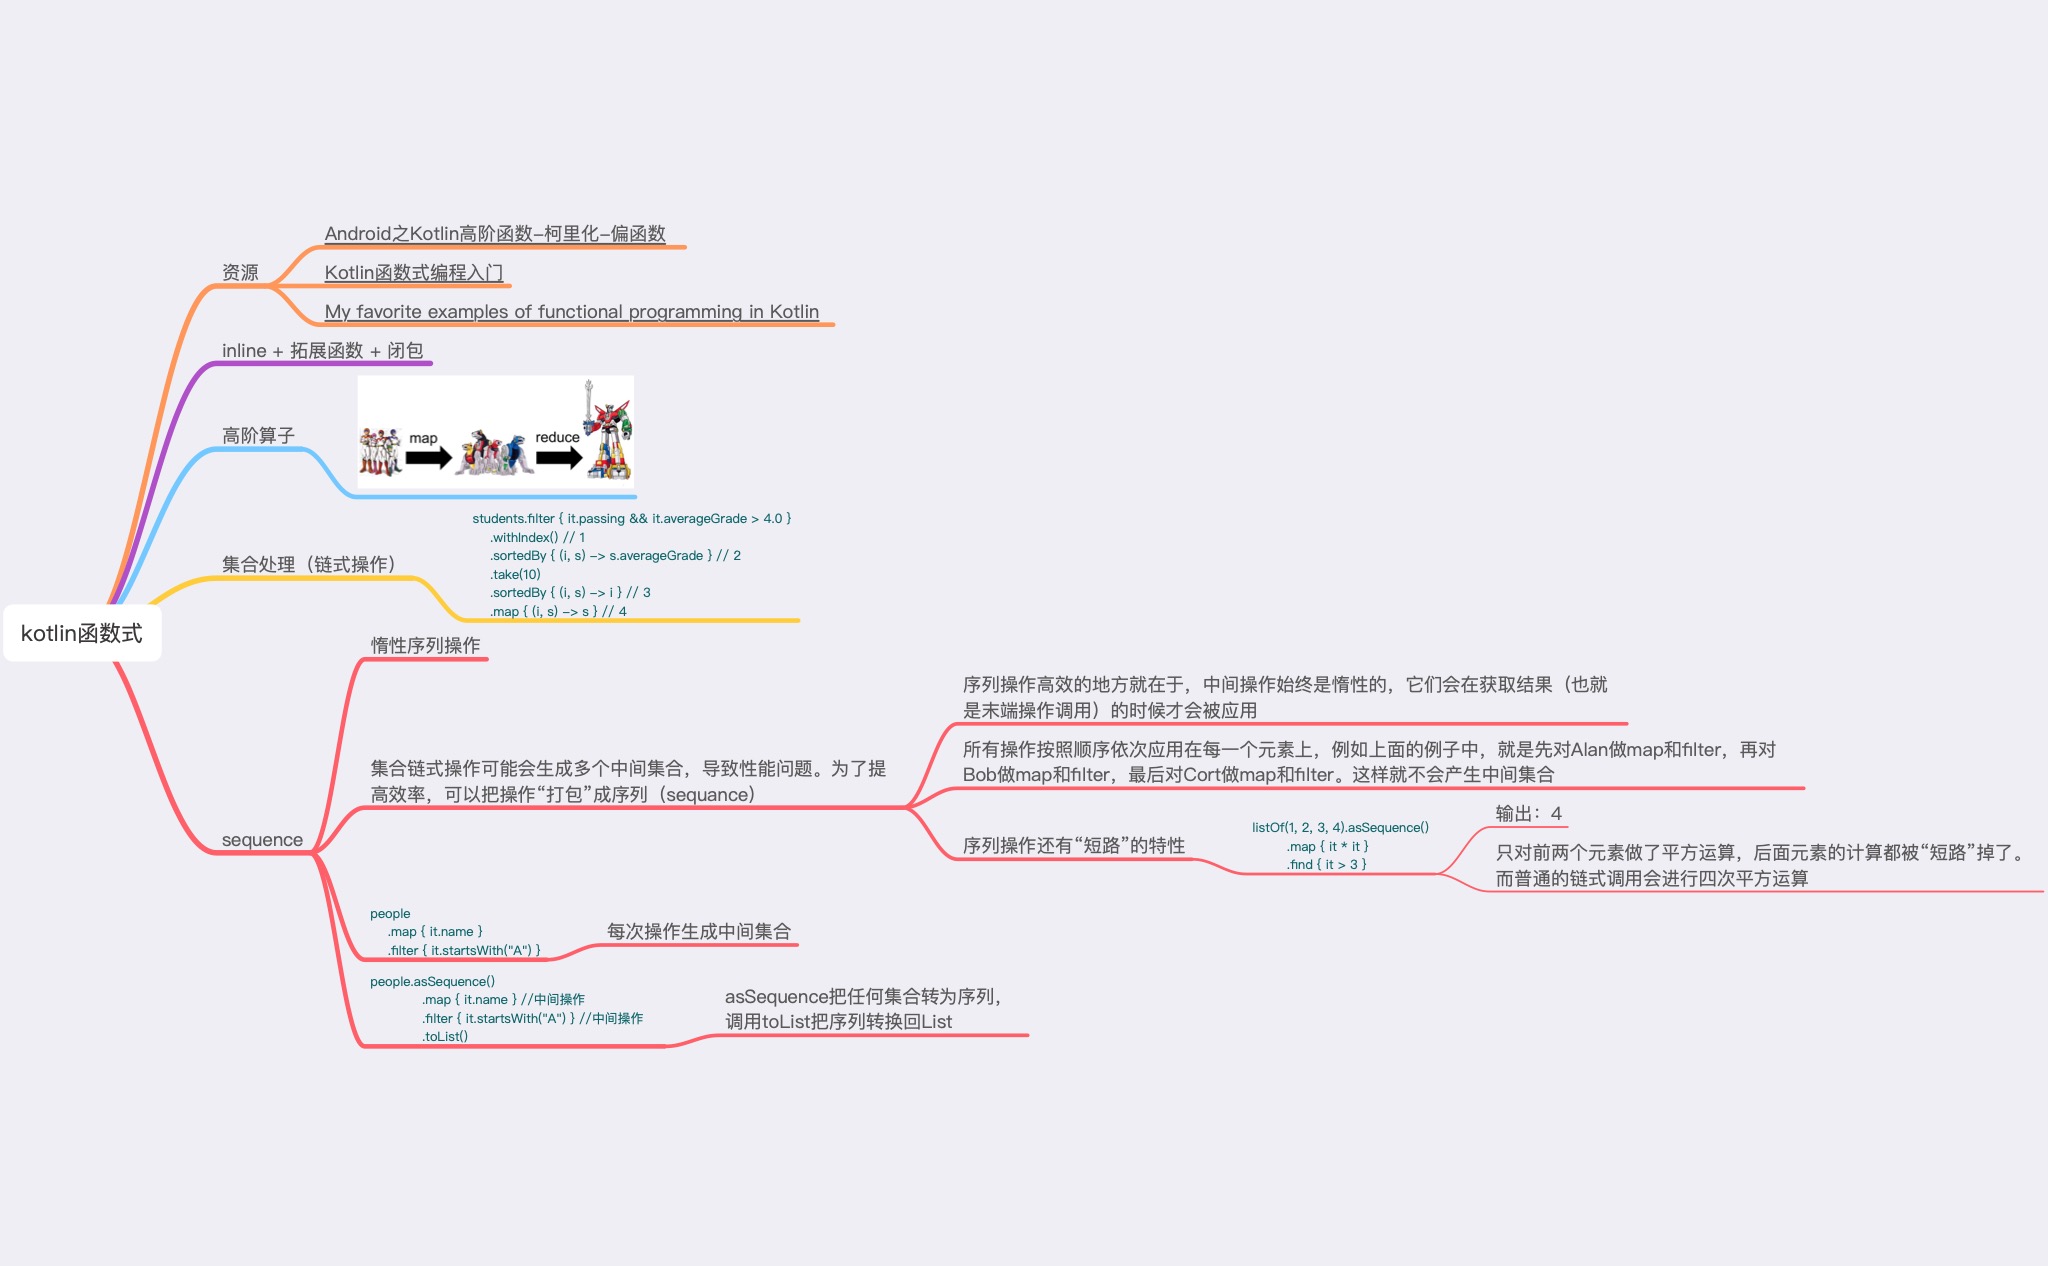 kotlin函数式
资源
Android之Kotlin高阶函数–柯里化–偏函数
Kotlin函数式编程入门
My favorite examples of functional programming in Kotlin
inline + 拓展函数 + 闭包
高阶算子
map
reduce
集合处理（链式操作）
students.filter { it.passing && it.averageGrade > 4.0 }
.withIndex() // 1
.sortedBy { (i, s) –> s.averageGrade } // 2
.take(10)
.sortedBy { (i, s) –> i } // 3
.map { (i, s) –> s } // 4
sequence
惰性序列操作
集合链式操作可能会生成多个中间集合，导致性能问题。为了提
高效率，可以把操作“打包”成序列（sequance）
序列操作高效的地方就在于，中间操作始终是惰性的，它们会在获取结果（也就
是末端操作调用）的时候才会被应用
所有操作按照顺序依次应用在每一个元素上，例如上面的例子中，就是先对Alan做map和filter，再对
Bob做map和filter，最后对Cort做map和filter。这样就不会产生中间集合
序列操作还有“短路”的特性
listOf(1, 2, 3, 4).asSequence()
.map { it * it }
.find { it > 3 }
输出：4
只对前两个元素做了平方运算，后面元素的计算都被“短路”掉了。
而普通的链式调用会进行四次平方运算
people
.map { it.name }
.filter { it.startsWith("A") }
每次操作生成中间集合
people.asSequence()
.map { it.name } //中间操作
.filter { it.startsWith("A") } //中间操作
.toList()
asSequence把任何集合转为序列，
调用toList把序列转换回List